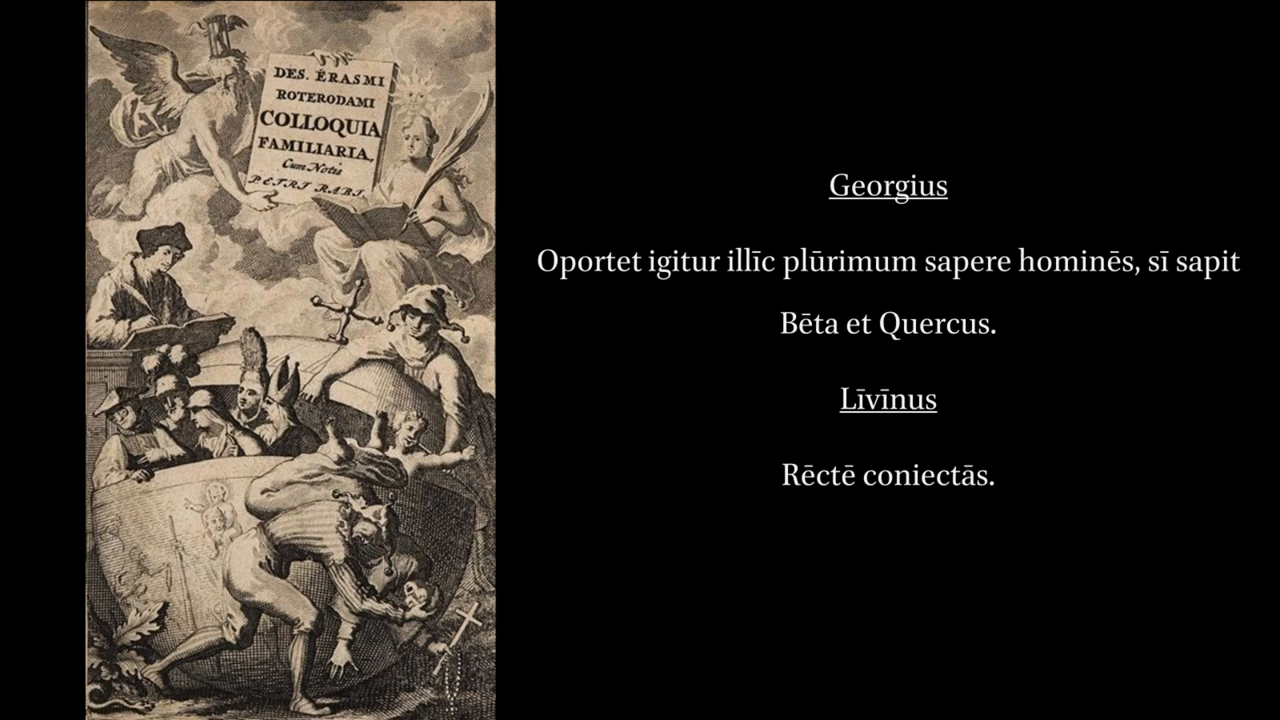 DES. ÉRASMI
ROTERODAMI
COLLOQUIA
FAMILIARIA,
Cum Notis
PETRI RABI.
Georgius
Oportet igitur illīc plūrimum sapere hominēs, sī sapit
Bēta et Quercus.
Līvīnus
Rēctē coniectās.